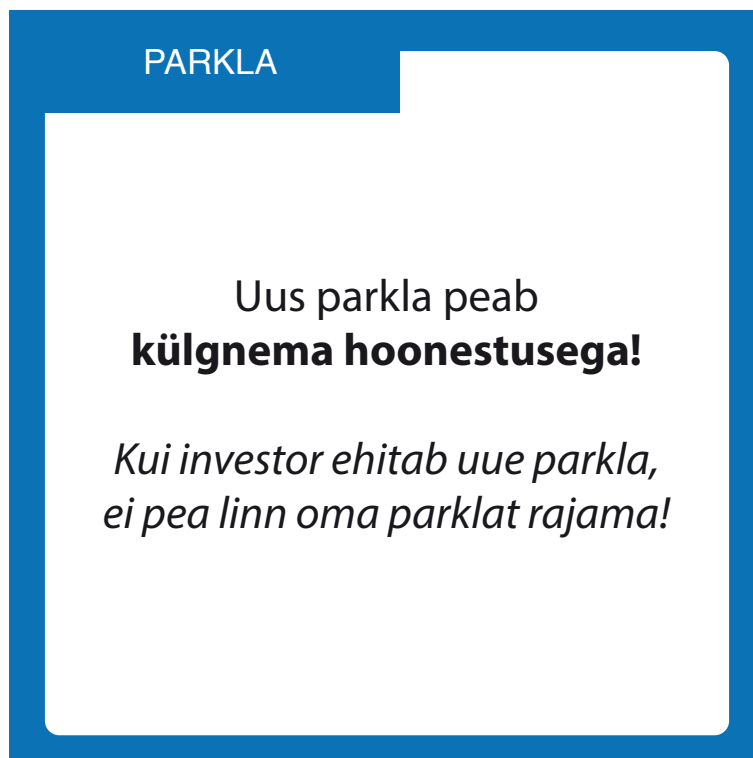 PARKLA
Uus parkla peab
külgnema hoonestusega!
Kui investor ehitab uue parkla,
ei pea linn oma parklat rajama!